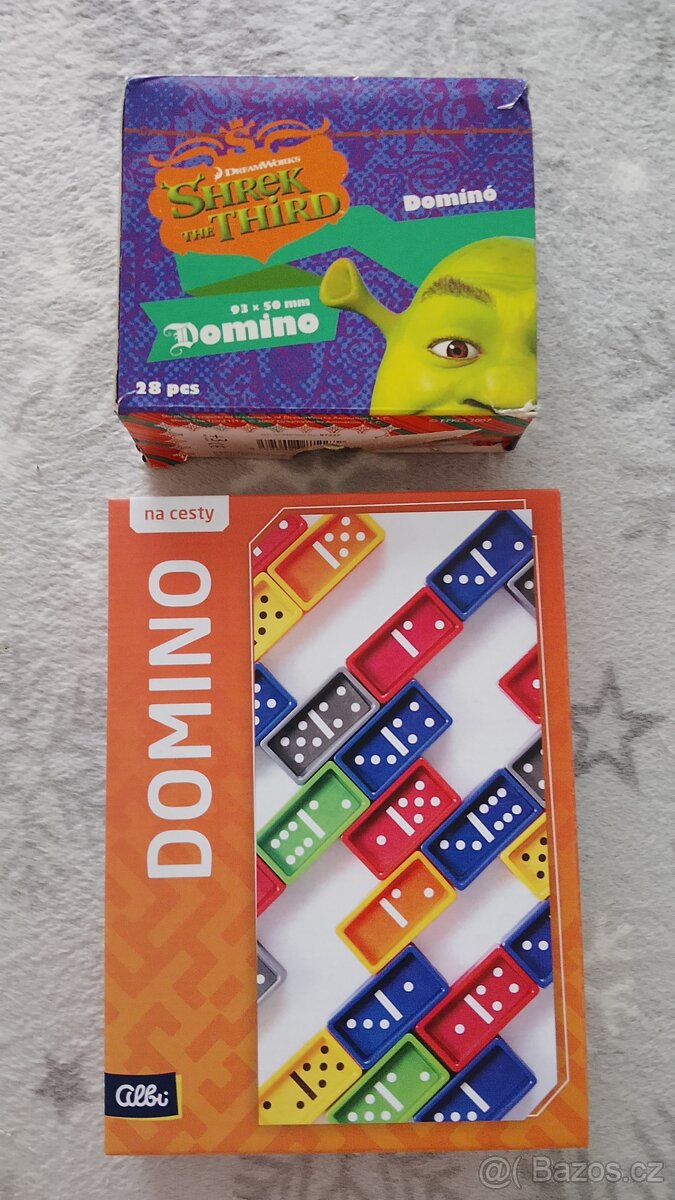 DREAMWORKS
SHREK
THE THIRD
Dominó
93 x 50 mm
Domino
28 pcs
na cesty
DOMINO
albi
@( Bazos.cz